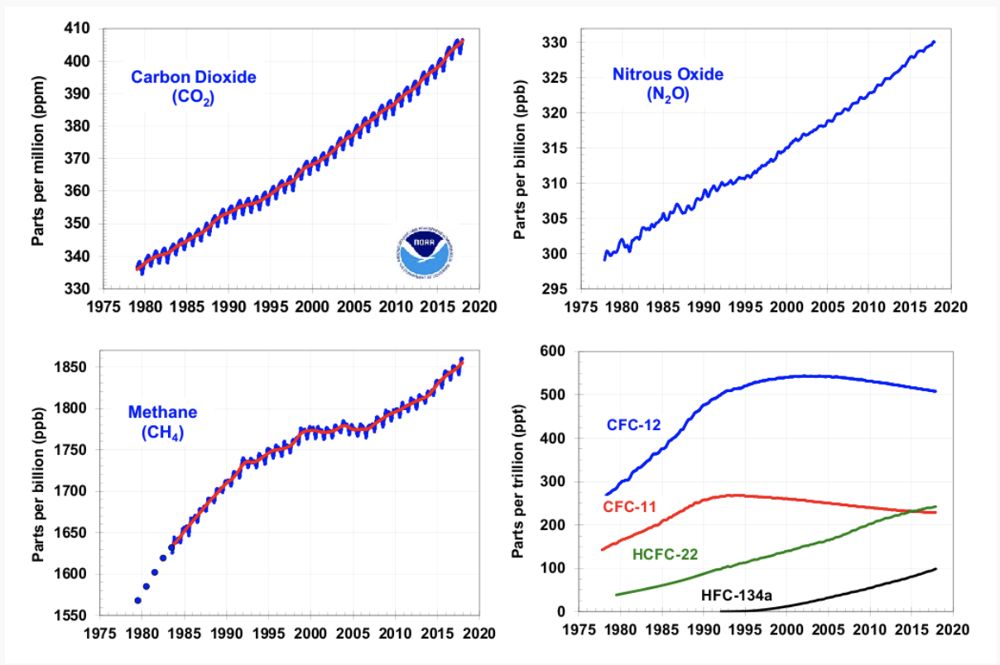 Parts per million (ppm)
410
400
390
380
370
360
350
340
330
Carbon Dioxide
(CO₂)
NOAA
1975 1980 1985 1990 1995 2000 2005 2010 2015 2020
Parts per billion (ppb)
330
325
320
315
310
305
300
295
Nitrous Oxide
(N₂O)
1975 1980 1985 1990 1995 2000 2005 2010 2015 2020
Parts per billion (ppb)
1850
1800
1750
1700
1650
1600
1550
Methane
(CH₄)
1975 1980 1985 1990 1995 2000 2005 2010 2015 2020
Parts per trillion (ppt)
600
500
400
300
200
100
0
CFC-12
CFC-11
HCFC-22
HFC-134a
1975 1980 1985 1990 1995 2000 2005 2010 2015 2020